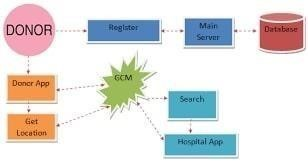 DONOR
Register
Main
Server
Database
Donor App
GCM
Get
Location
Search
Hospital App